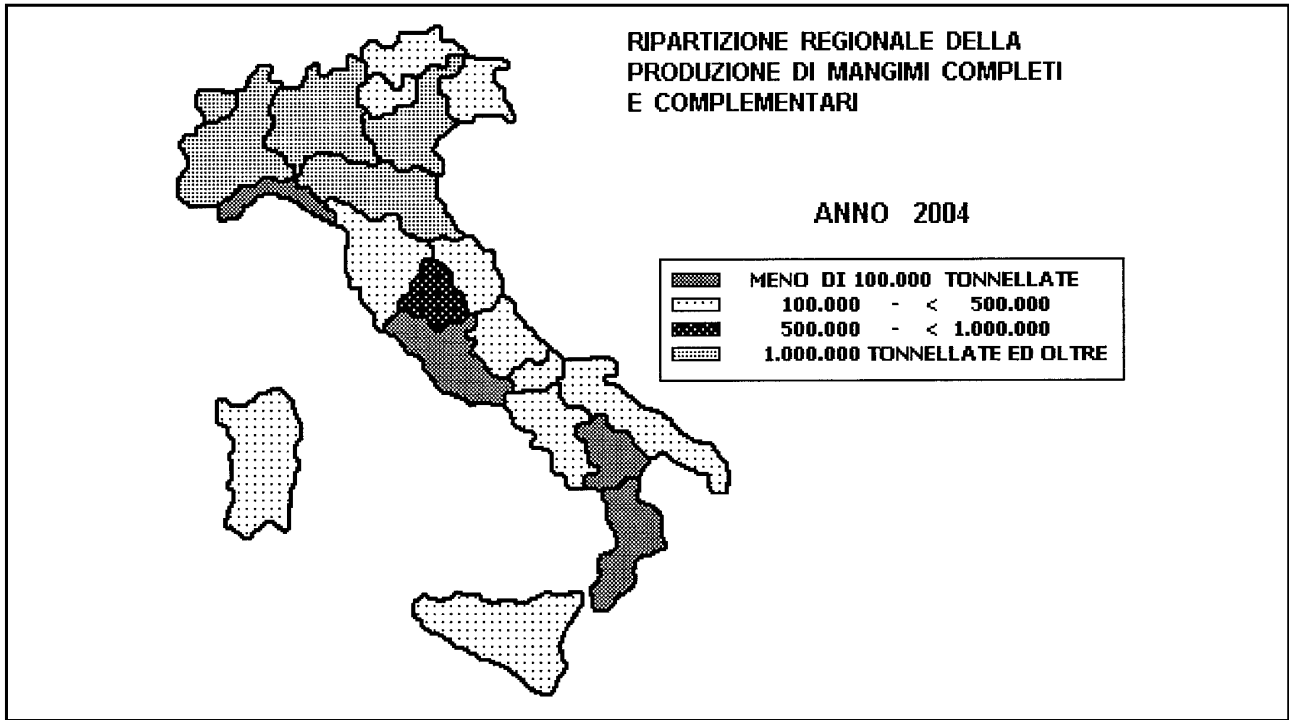 RIPARTIZIONE REGIONALE DELLA
PRODUZIONE DI MANGIMI COMPLETI
E COMPLEMENTARI
ANNO 2004
MENO DI 100.000 TONNELLATE
100.000 - < 500.000
500.000 - < 1.000.000
1.000.000 TONNELLATE ED OLTRE